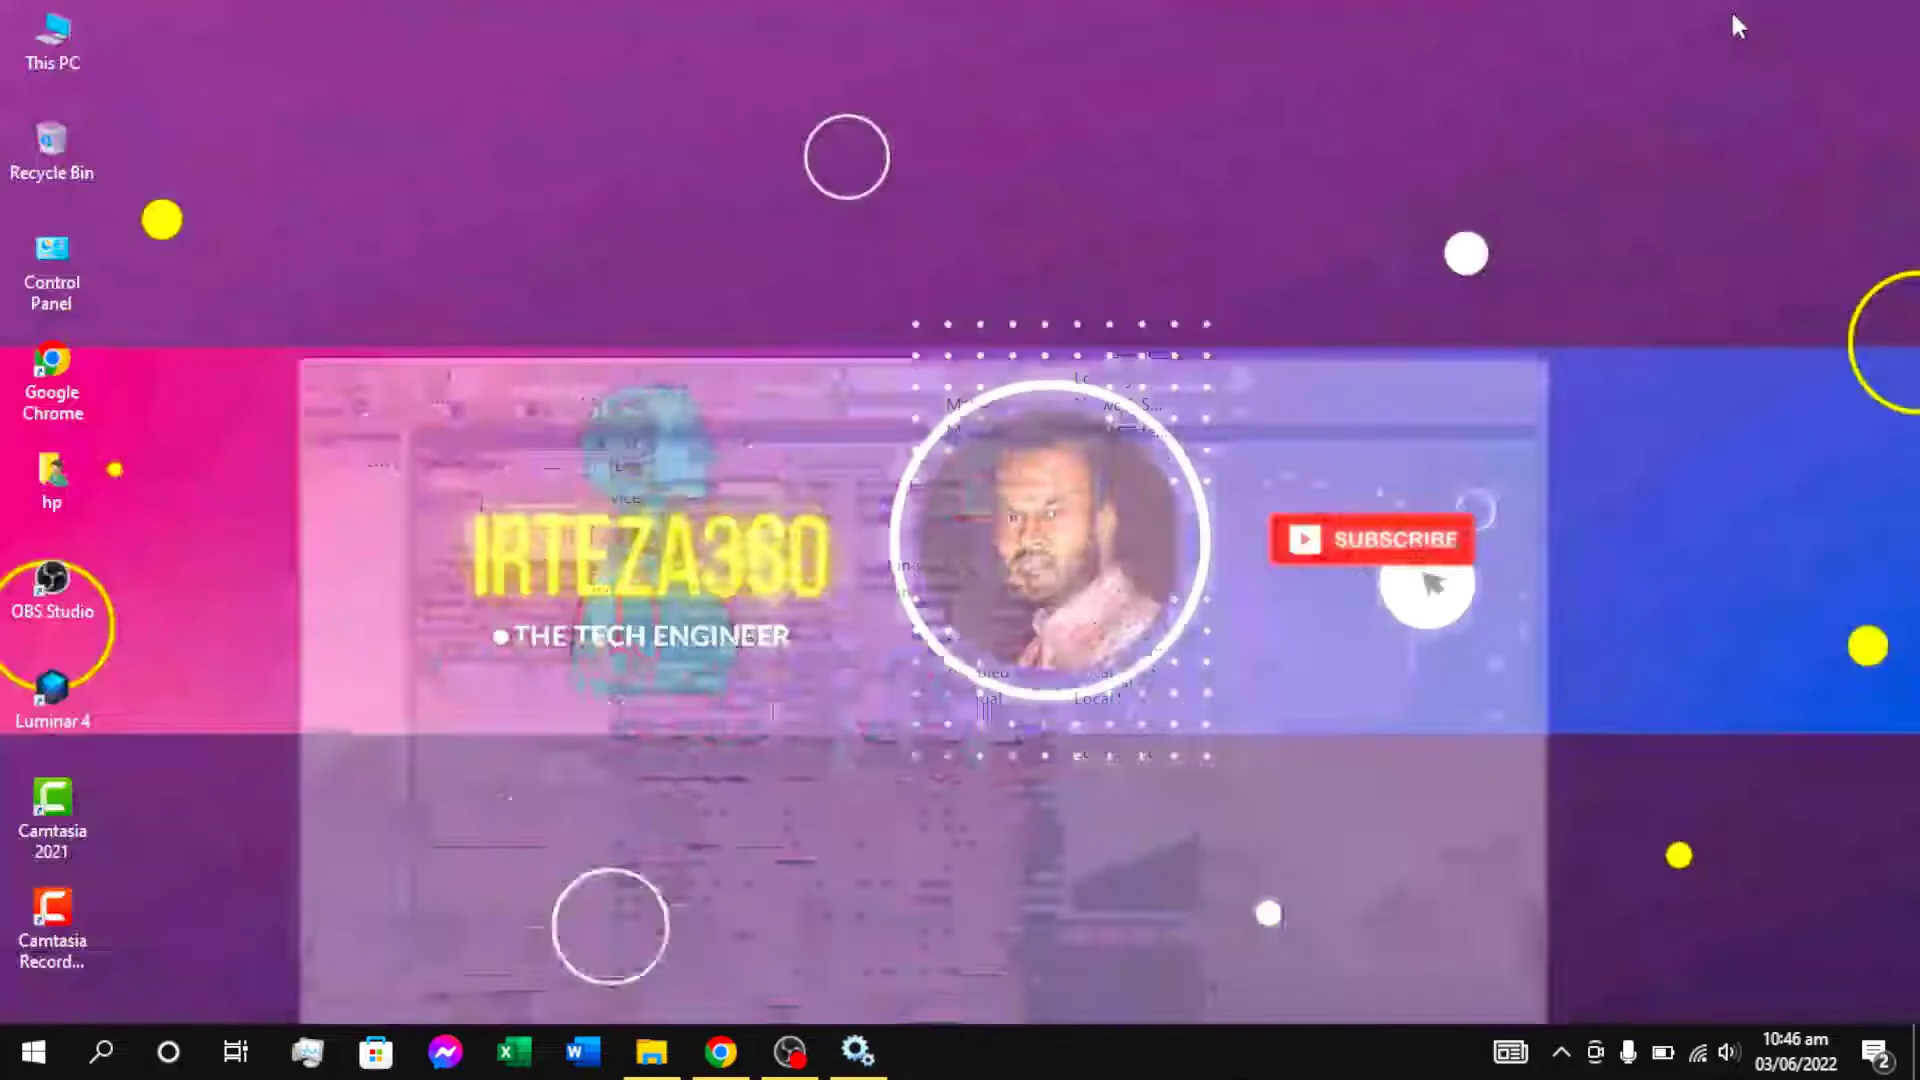 This PC
Recycle Bin
Control
Panel
Google
Chrome
hp
OBS Studio
Luminar 4
Camtasia
2021
Camtasia
Record...
IRTEZA360
THE TECH ENGINEER
SUBSCRIBE
10:46 am
03/06/2022
2